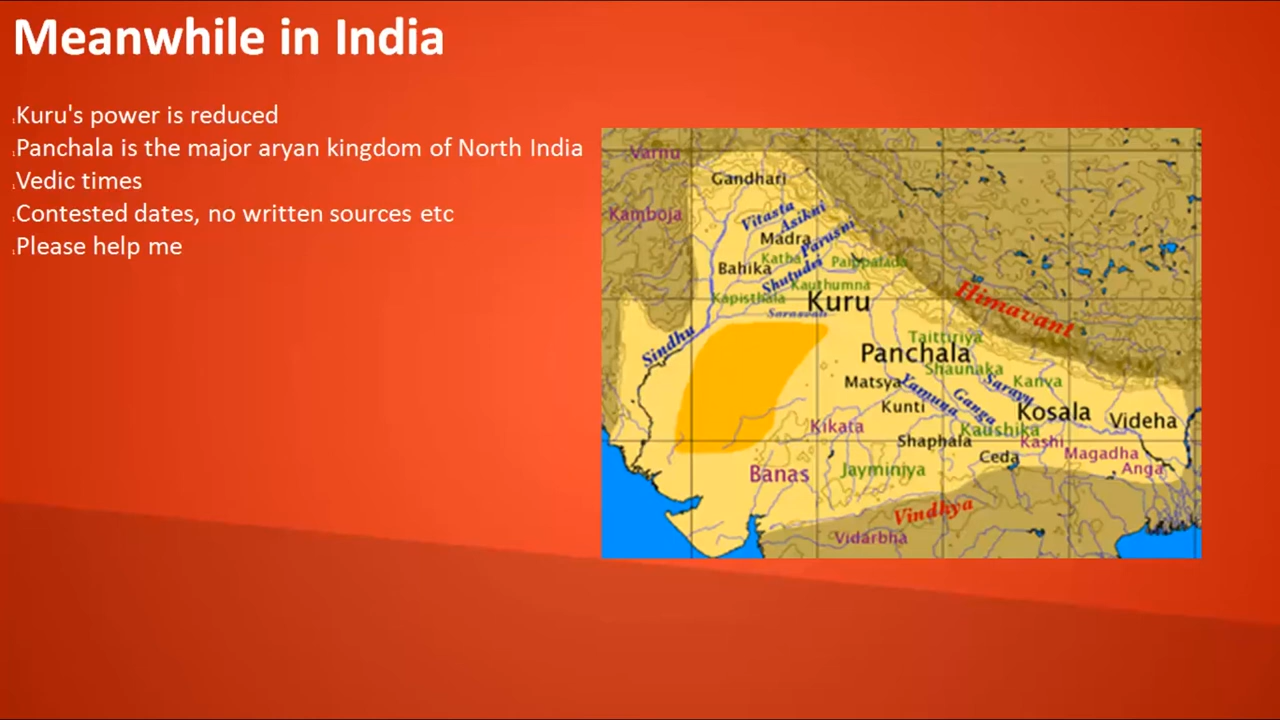 Meanwhile in India
Kuru's power is reduced
Panchala is the major aryan kingdom of North India
Vedic times
Contested dates, no written sources etc
Please help me
Varnu
Gandhari
Kamboja
Vitasta
Asikni
Parusni
Madra
Katha
Bahika
Shutudri
Paippalada
Kauthumna
Kapisthala
Kuru
Sarasvati
Himavant
Sindhu
Taittiriya
Panchala
Shaunaka
Matsya
Yamuna
Ganga
Sarayu
Kanva
Kunti
Kosala
Videha
Kikata
Kaushika
Shaphala
Kashi
Ceda
Magadha
Anga
Banas
Jayminiya
Vindhya
Vidarbha